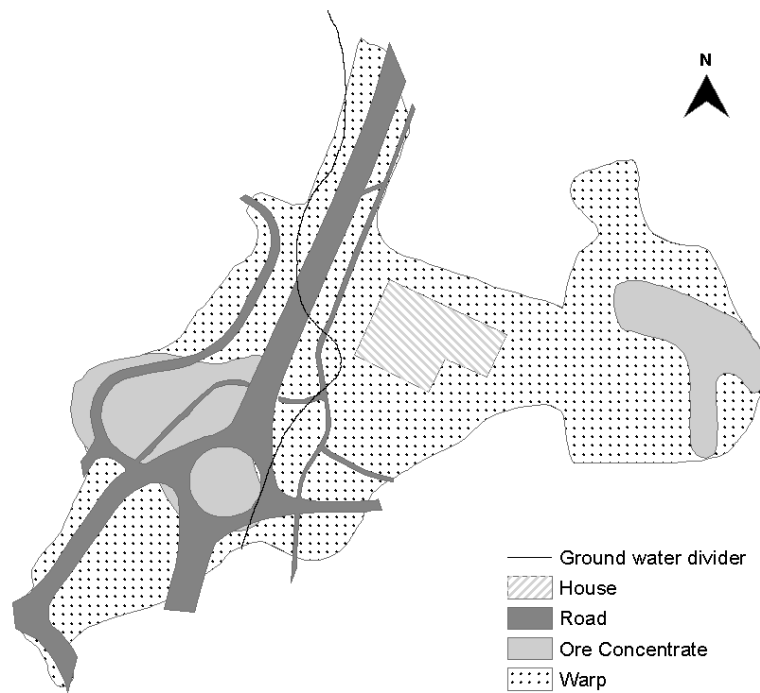 N
Ground water divider
House
Road
Ore Concentrate
Warp